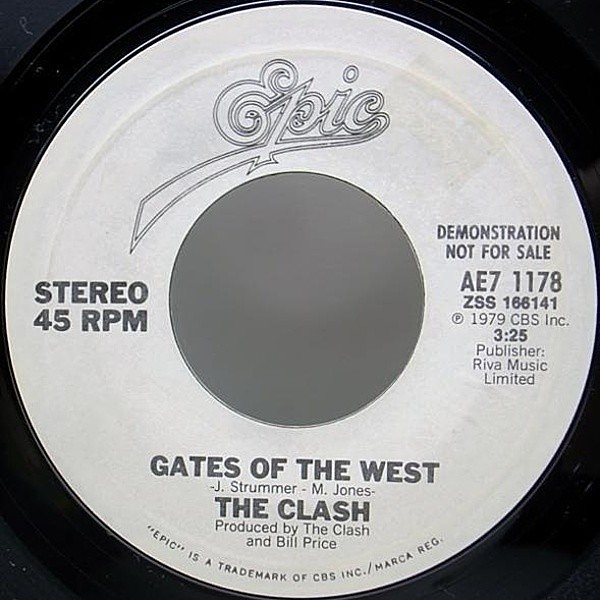 Epic
DEMONSTRATION
NOT FOR SALE
STEREO
45 RPM
AE7 1178
ZSS 166141
℗ 1979 CBS Inc.
3:25
Publisher:
Riva Music
Limited
GATES OF THE WEST
-J. Strummer - M. Jones-
THE CLASH
Produced by The Clash
and Bill Price
"EPIC" IS A TRADEMARK OF CBS INC./MARCA REG.